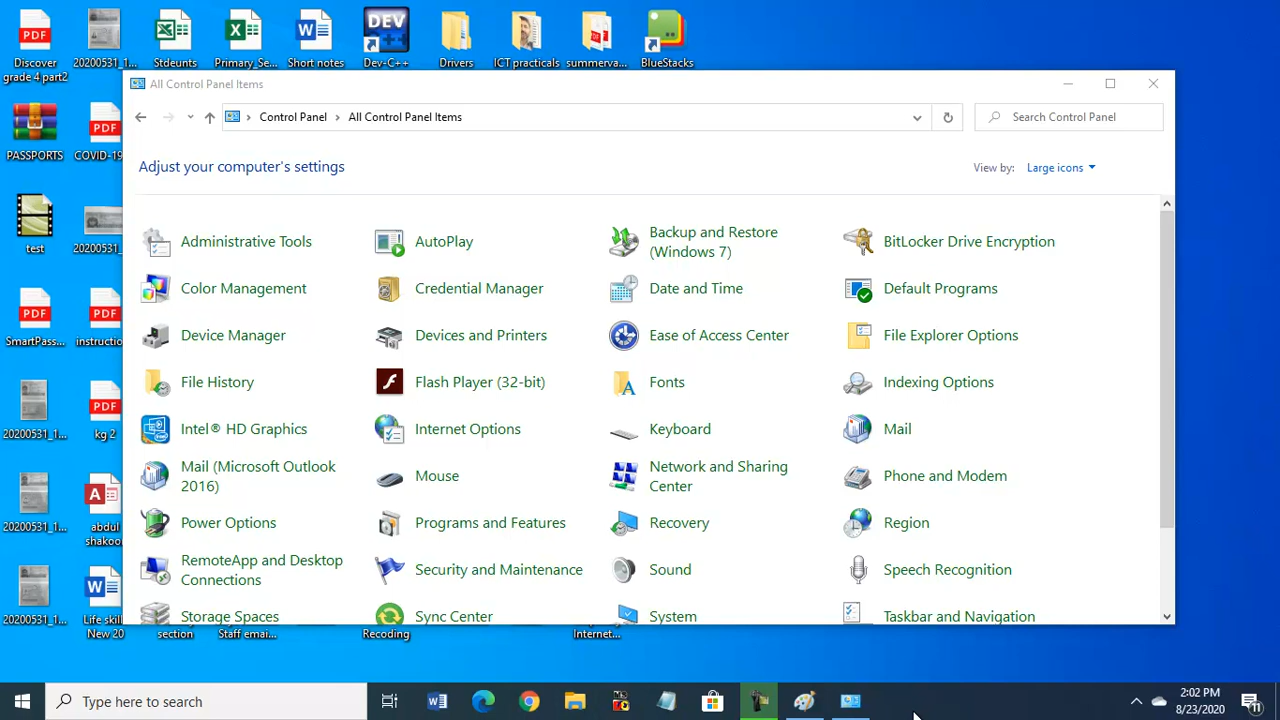 PDF
X
W
DEV
Discover
grade 4 part2
20200531_1...
Stdeunts
Primary_Se...
Short notes
Dev-C++
Drivers
ICT practicals
summerva...
BlueStacks
All Control Panel Items
Control Panel
All Control Panel Items
Search Control Panel
PASSPORTS
COVID-19
PDF
Adjust your computer's settings
View by:
Large icons
Administrative Tools
AutoPlay
Backup and Restore
(Windows 7)
BitLocker Drive Encryption
test
20200531_
Color Management
Credential Manager
Date and Time
Default Programs
PDF
PDF
SmartPass...
instructio
Device Manager
Devices and Printers
Ease of Access Center
File Explorer Options
File History
Flash Player (32-bit)
Fonts
Indexing Options
PDF
20200531_1...
kg 2
Intel® HD Graphics
Internet Options
Keyboard
Mail
Mail (Microsoft Outlook
2016)
Mouse
Network and Sharing
Center
Phone and Modem
A
20200531_1...
abdul
shakoo
Power Options
Programs and Features
Recovery
Region
RemoteApp and Desktop
Connections
Security and Maintenance
Sound
Speech Recognition
W
20200531_1...
Life skill
New 20
Storage Spaces
Sync Center
System
Taskbar and Navigation
section
Staff emai...
Recoding
Internet...
Type here to search
W
2:02 PM
8/23/2020
11